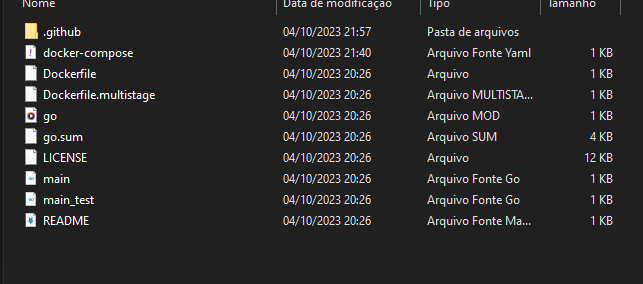 Nome Data de modificação Tipo Tamanho
.github 04/10/2023 21:57 Pasta de arquivos
docker-compose 04/10/2023 21:40 Arquivo Fonte Yaml 1 KB
Dockerfile 04/10/2023 20:26 Arquivo 1 KB
Dockerfile.multistage 04/10/2023 20:26 Arquivo MULTISTA... 1 KB
go 04/10/2023 20:26 Arquivo MOD 1 KB
go.sum 04/10/2023 20:26 Arquivo SUM 4 KB
LICENSE 04/10/2023 20:26 Arquivo 12 KB
main 04/10/2023 20:26 Arquivo Fonte Go 1 KB
main_test 04/10/2023 20:26 Arquivo Fonte Go 1 KB
README 04/10/2023 20:26 Arquivo Fonte Ma... 1 KB